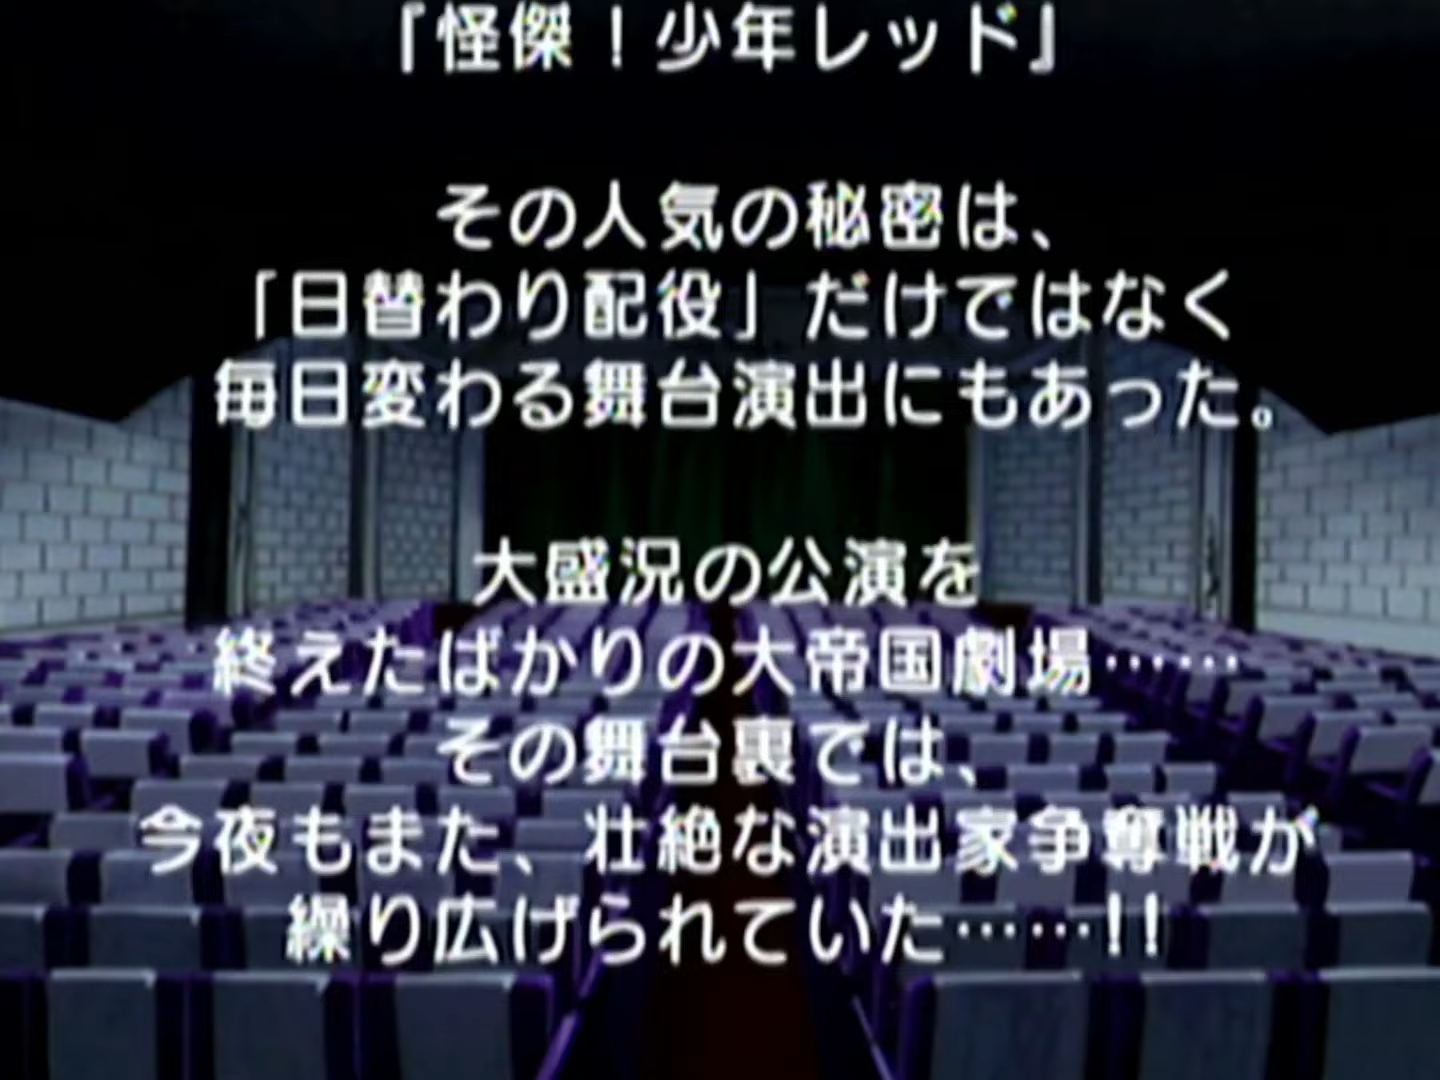 『怪傑！少年レッド』
その人気の秘密は、
「日替わり配役」だけではなく
毎日変わる舞台演出にもあった。
大盛況の公演を
終えたばかりの大帝国劇場……
その舞台裏では、
今夜もまた、壮絶な演出家争奪戦が
繰り広げられていた……!!